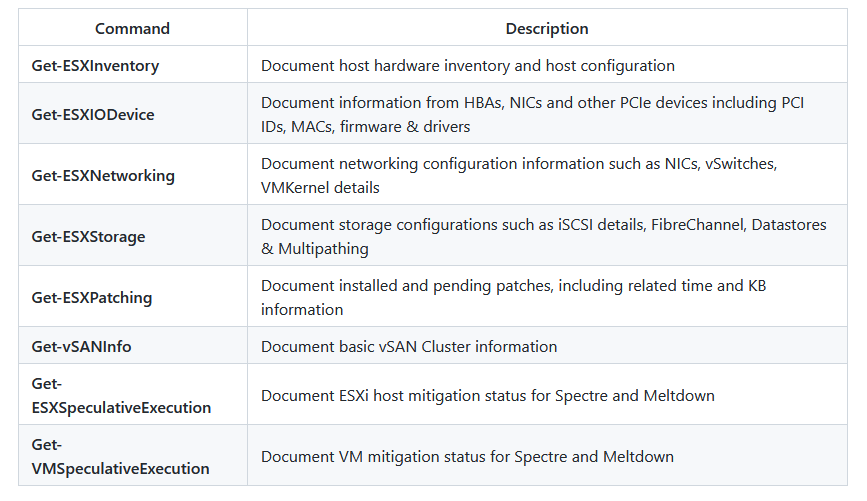 Command Description
Get-ESXInventory Document host hardware inventory and host configuration
Get-ESXIODevice Document information from HBAs, NICs and other PCIe devices including PCI
IDs, MACs, firmware & drivers
Get-ESXNetworking Document networking configuration information such as NICs, vSwitches,
VMKernel details
Get-ESXStorage Document storage configurations such as iSCSI details, FibreChannel, Datastores
& Multipathing
Get-ESXPatching Document installed and pending patches, including related time and KB
information
Get-vSANInfo Document basic vSAN Cluster information
Get-
ESXSpeculativeExecution Document ESXi host mitigation status for Spectre and Meltdown
Get-
VMSpeculativeExecution Document VM mitigation status for Spectre and Meltdown